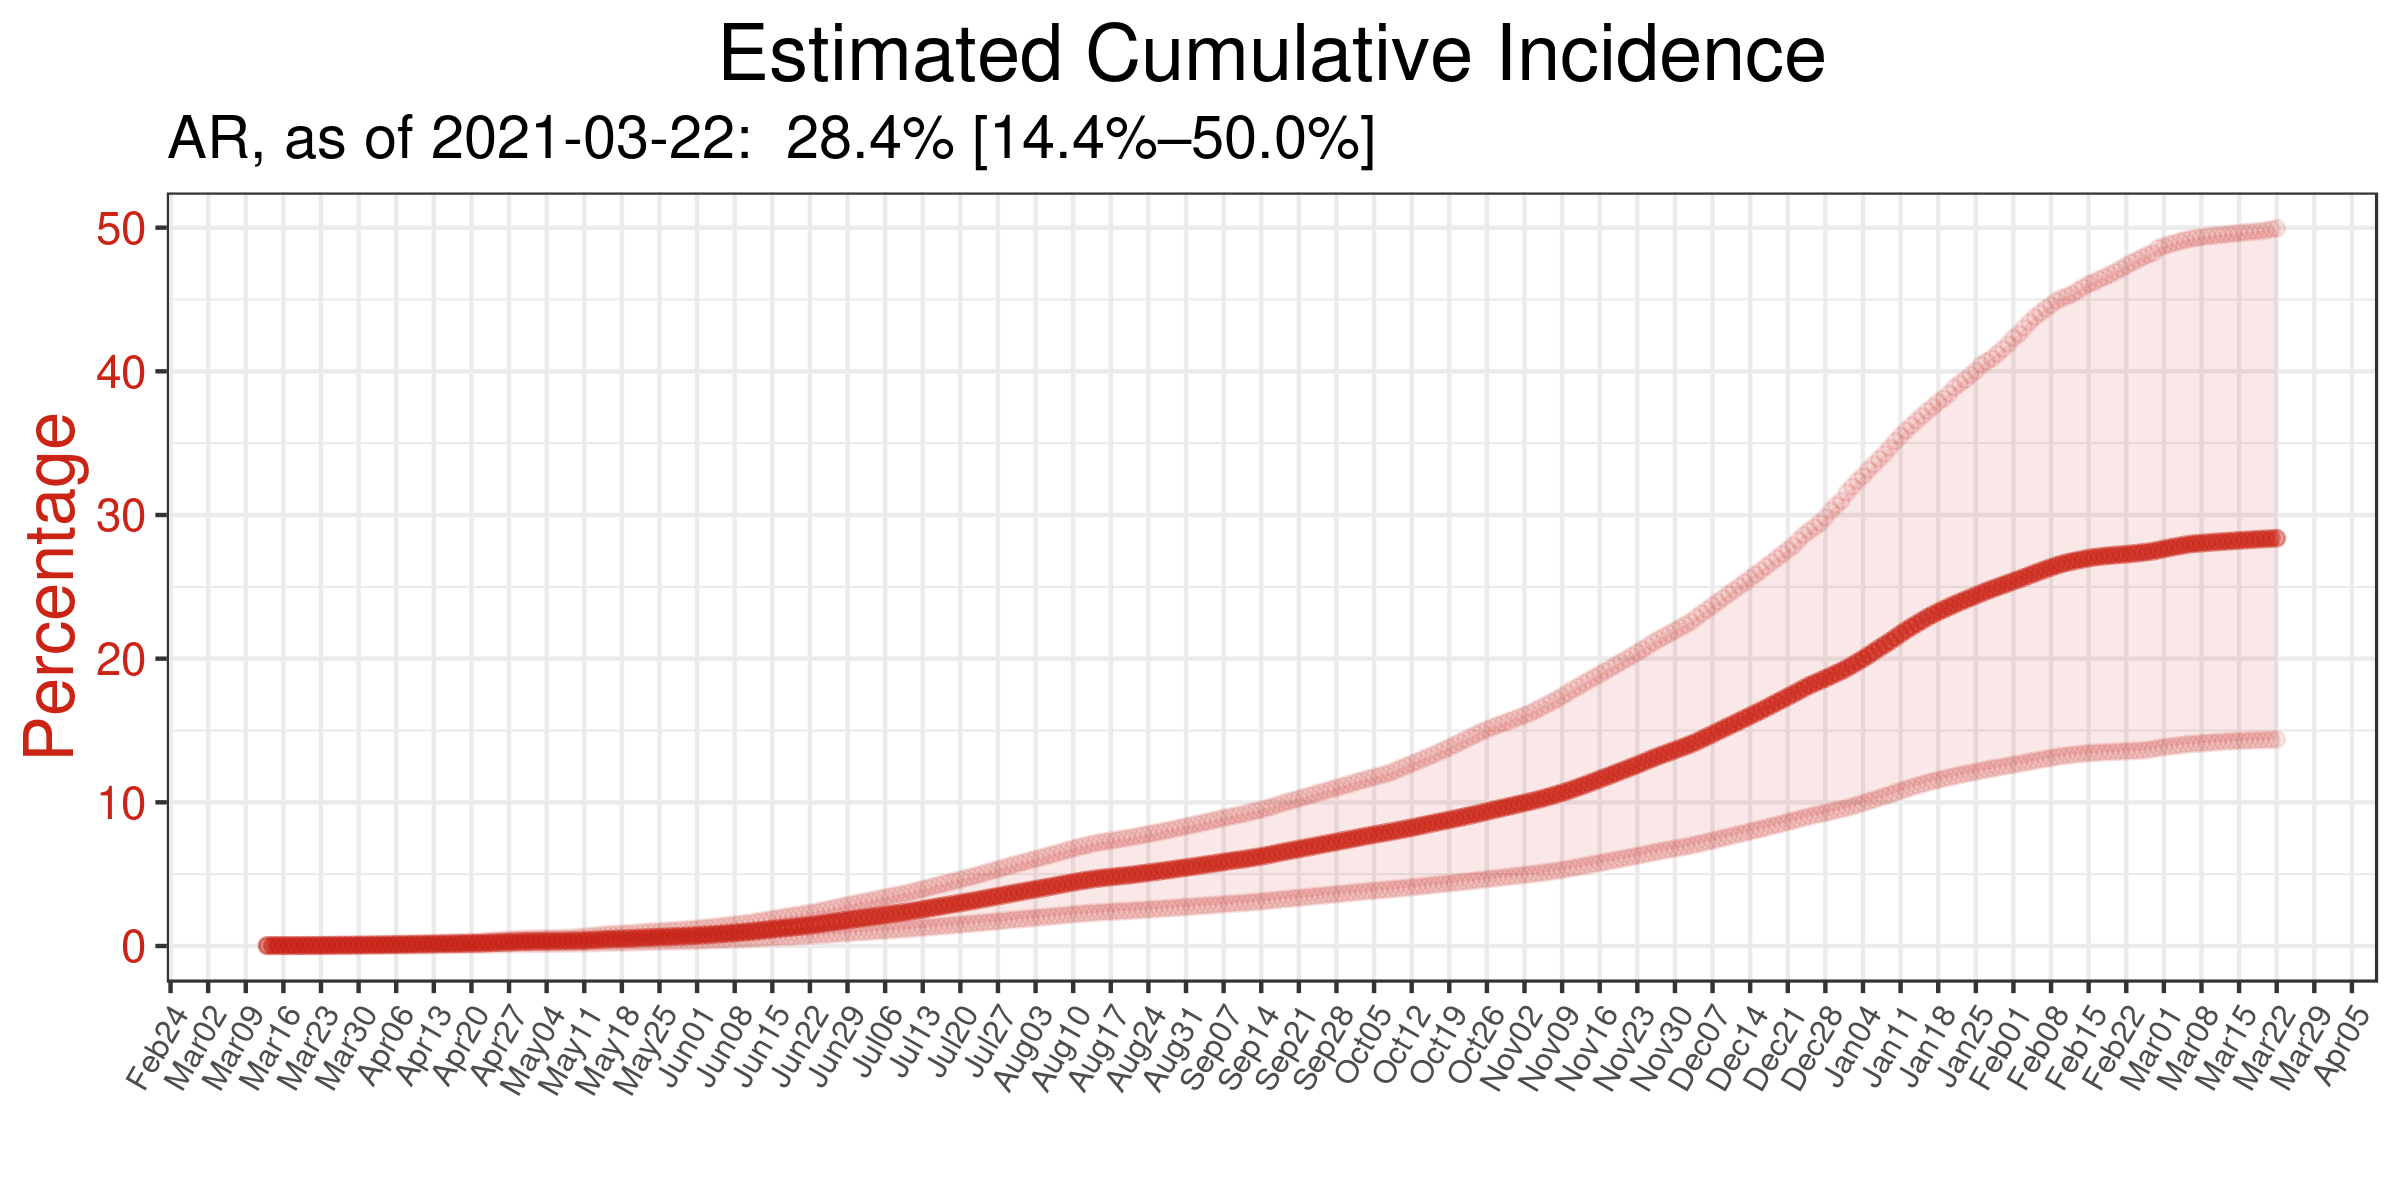 Estimated Cumulative Incidence
AR, as of 2021-03-22:  28.4% [14.4%–50.0%]
Percentage
50
40
30
20
10
0
Feb24
Mar02
Mar09
Mar16
Mar23
Mar30
Apr06
Apr13
Apr20
Apr27
May04
May11
May18
May25
Jun01
Jun08
Jun15
Jun22
Jun29
Jul06
Jul13
Jul20
Jul27
Aug03
Aug10
Aug17
Aug24
Aug31
Sep07
Sep14
Sep21
Sep28
Oct05
Oct12
Oct19
Oct26
Nov02
Nov09
Nov16
Nov23
Nov30
Dec07
Dec14
Dec21
Dec28
Jan04
Jan11
Jan18
Jan25
Feb01
Feb08
Feb15
Feb22
Mar01
Mar08
Mar15
Mar22
Mar29
Apr05